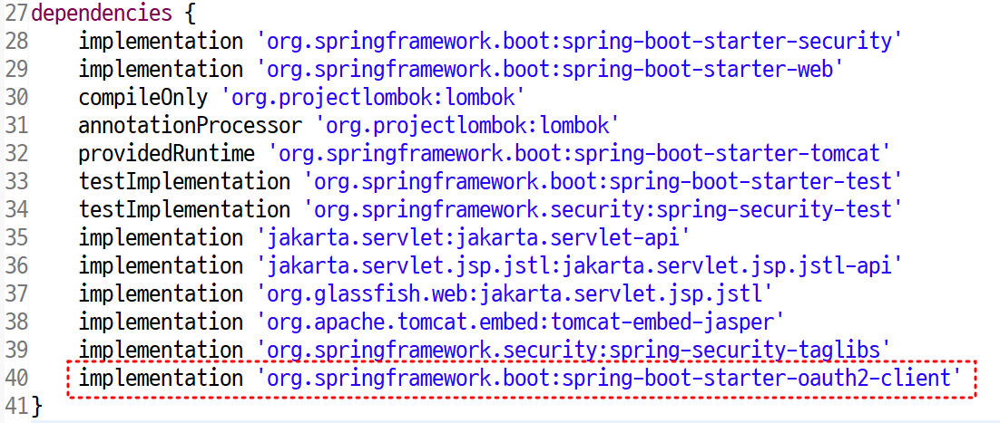 27 dependencies {
28     implementation 'org.springframework.boot:spring-boot-starter-security'
29     implementation 'org.springframework.boot:spring-boot-starter-web'
30     compileOnly 'org.projectlombok:lombok'
31     annotationProcessor 'org.projectlombok:lombok'
32     providedRuntime 'org.springframework.boot:spring-boot-starter-tomcat'
33     testImplementation 'org.springframework.boot:spring-boot-starter-test'
34     testImplementation 'org.springframework.security:spring-security-test'
35     implementation 'jakarta.servlet:jakarta.servlet-api'
36     implementation 'jakarta.servlet.jsp.jstl:jakarta.servlet.jsp.jstl-api'
37     implementation 'org.glassfish.web:jakarta.servlet.jsp.jstl'
38     implementation 'org.apache.tomcat.embed:tomcat-embed-jasper'
39     implementation 'org.springframework.security:spring-security-taglibs'
40     implementation 'org.springframework.boot:spring-boot-starter-oauth2-client'
41 }